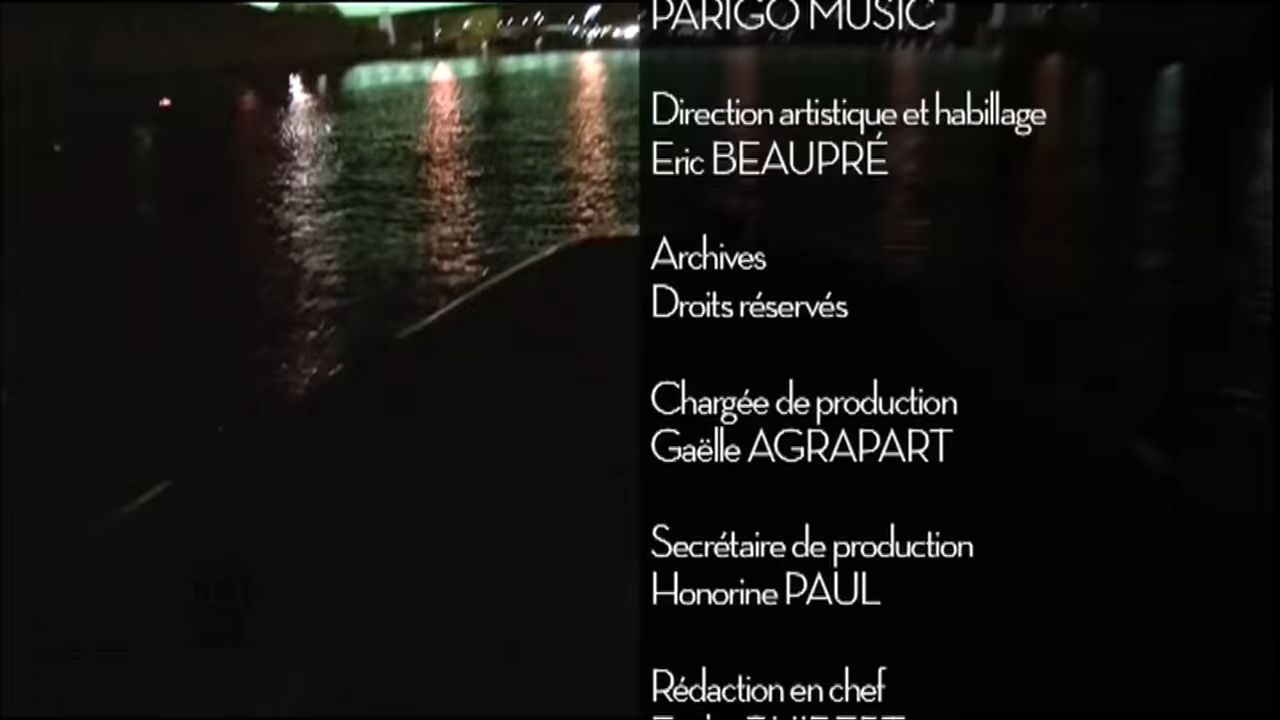 PARIGO MUSIC
Direction artistique et habillage
Eric BEAUPRÉ
Archives
Droits réservés
Chargée de production
Gaëlle AGRAPART
Secrétaire de production
Honorine PAUL
Rédaction en chef